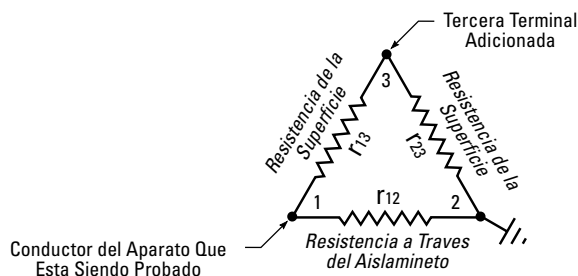 Tercera Terminal
Adicionada
3
Resistencia de la
Superficie
r13
Resistencia de la
Superficie
r23
1
r12
2
Resistencia a Traves
del Aislamineto
Conductor del Aparato Que
Esta Siendo Probado